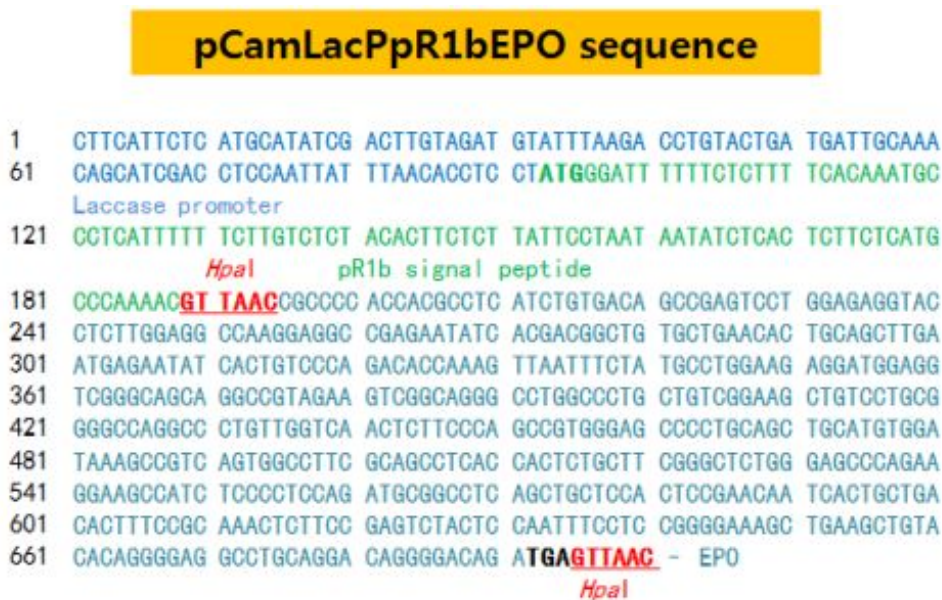 pCamLacPpR1bEPO sequence
1 CTTCATTCTC ATGCATATCG ACTTGTAGAT GTATTTAAGA CCTGTACTGA TGATTGCAAA
61 CAGCATCGAC CTCCAATTAT TTAACACCTC CTATGGGATT TTTTCTCTTT TCACAAATGC
Laccase promoter
121 CCTCATTTTT TCTTGTCTCT ACACTTCTCT TATTCCTAAT AATATCTCAC TCTTCTCATG
HpaI pR1b signal peptide
181 CCCAAAACGT TAACCGCCCC ACCACGCCTC ATCTGTGACA GCCGAGTCCT GGAGAGGTAC
241 CTCTTGGAGG CCAAGGAGGC CGAGAATATC ACGACGGCTG TGCTGAACAC TGCAGCTTGA
301 ATGAGAATAT CACTGTCCCA GACACCAAAG TTAATTTCTA TGCCTGGAAG AGGATGGAGG
361 TCGGGCAGCA GGCCGTAGAA GTCGGCAGGG CCTGGCCCTG CTGTCGGAAG CTGTCCTGCG
421 GGGCCAGGCC CTGTTGGTCA ACTCTTCCCA GCCGTGGGAG CCCCTGCAGC TGCATGTGGA
481 TAAAGCCGTC AGTGGCCTTC GCAGCCTCAC CACTCTGCTT CGGGCTCTGG GAGCCCAGAA
541 GGAAGCCATC TCCCCTCCAG ATGCGGCCTC AGCTGCTCCA CTCCGAACAA TCACTGCTGA
601 CACTTTCCGC AAACTCTTCC GAGTCTACTC CAATTTCCTC CGGGGAAAGC TGAAGCTGTA
661 CACAGGGGAG GCCTGCAGGA CAGGGGACAG ATGAGTTAAC - EPO
HpaI